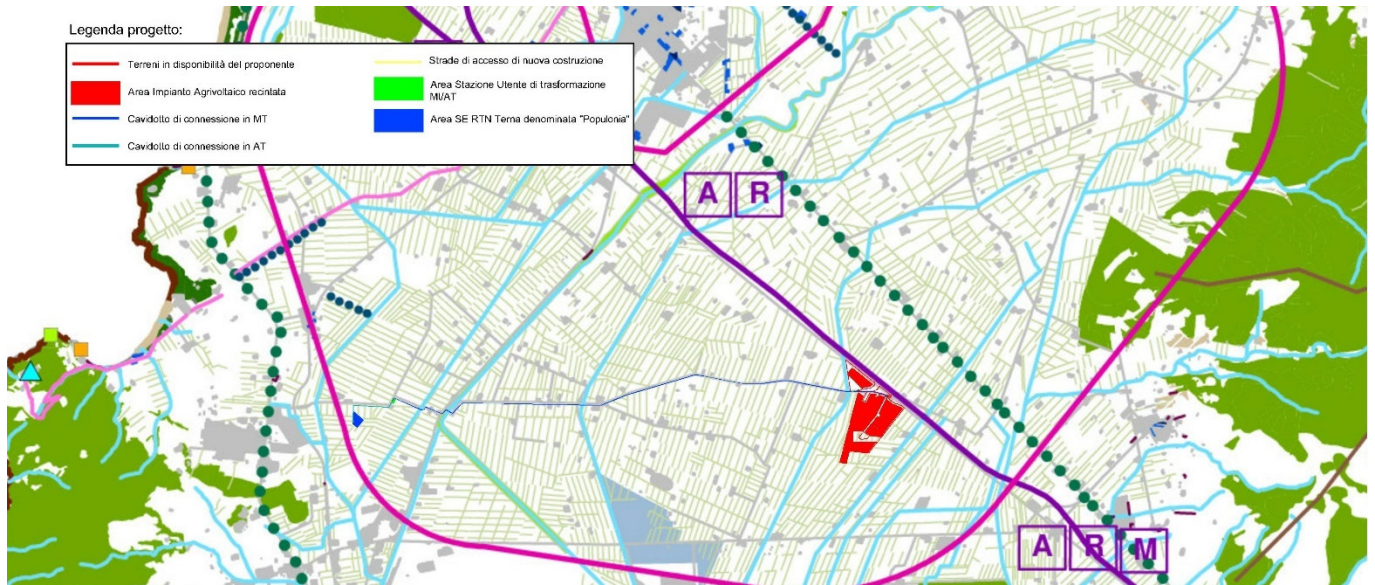 Legenda progetto:
Terreni in disponibilità del proponente
Area Impianto Agrivoltaico recintata
Cavidotto di connessione in MT
Cavidotto di connessione in AT
Strade di accesso di nuova costruzione
Area Stazione Utente di trasformazione
MI/AT
Area SE RTN Terna denominata "Populonia"
A R
A R M